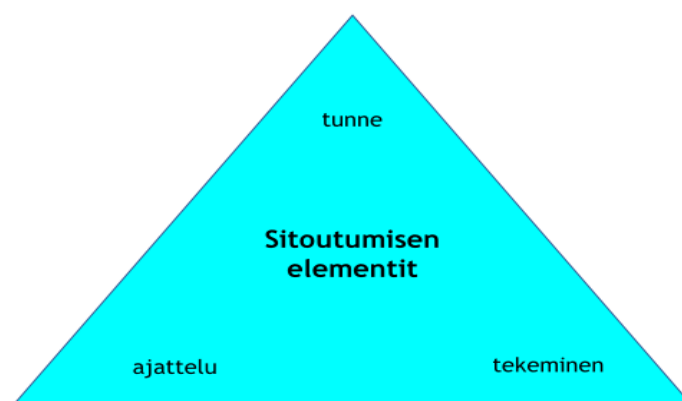 tunne
Sitoutumisen
elementit
ajattelu
tekeminen